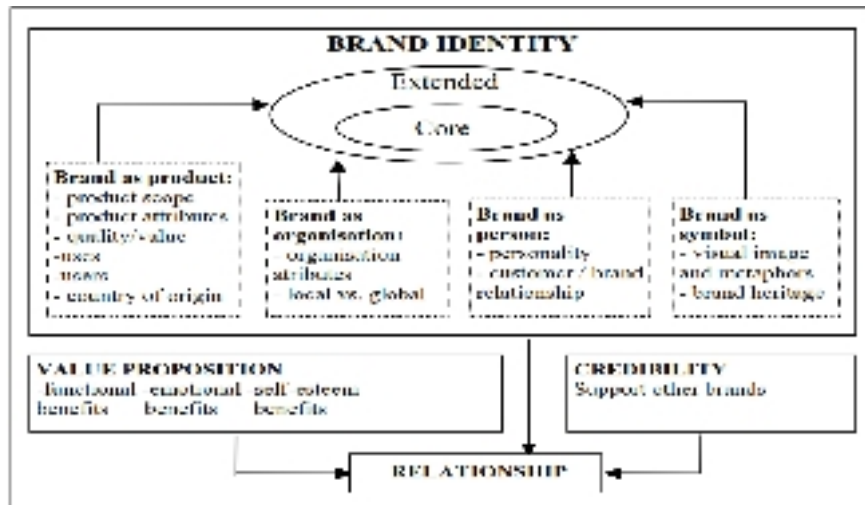 BRAND IDENTITY
Extended
Core
Brand as product:
- product scope
- product attributes
- quality/value
-uses
-users
- country of origin
Brand as
organisation:
- organisation
atributes
- local vs. global
Brand as
person:
- personality
- customer / brand
relationship
Brand as
symbol:
- visual image
and metaphors
- brand heritage
VALUE PROPOSITION
-functional -emotional -self-esteem
benefits benefits benefits
CREDIBILITY
Support other brands
RELATIONSHIP